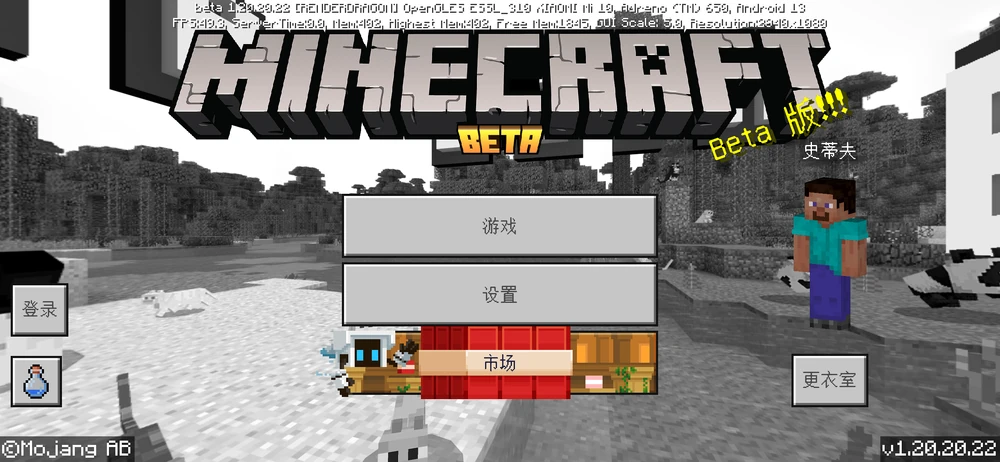 beta 1.20.20.22 [RENDERDRAGON] OpenGLES ESSL_310 XIAOMI Mi 10, Adreno (TM) 650, Android 13
FPS:49.3, ServerTime:0.0, Mem:402, Highest Mem:402, Free Mem:1845, GUI Scale: 5.0, Resolution:2340x1080
MINECRAFT
BETA
Beta 版!!!
史蒂夫
游戏
设置
登录
市场
更衣室
©Mojang AB
v1.20.20.22